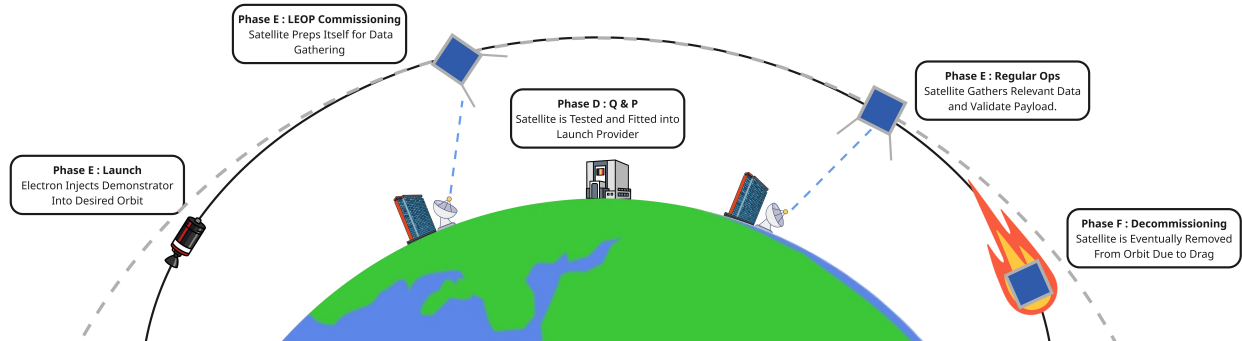 Phase E : LEOP Commissioning
Satellite Preps Itself for Data
Gathering
Phase E : Regular Ops
Satellite Gathers Relevant Data
and Validate Payload.
Phase D : Q & P
Satellite is Tested and Fitted into
Launch Provider
Phase E : Launch
Electron Injects Demonstrator
Into Desired Orbit
Phase F : Decommissioning
Satellite is Eventually Removed
From Orbit Due to Drag